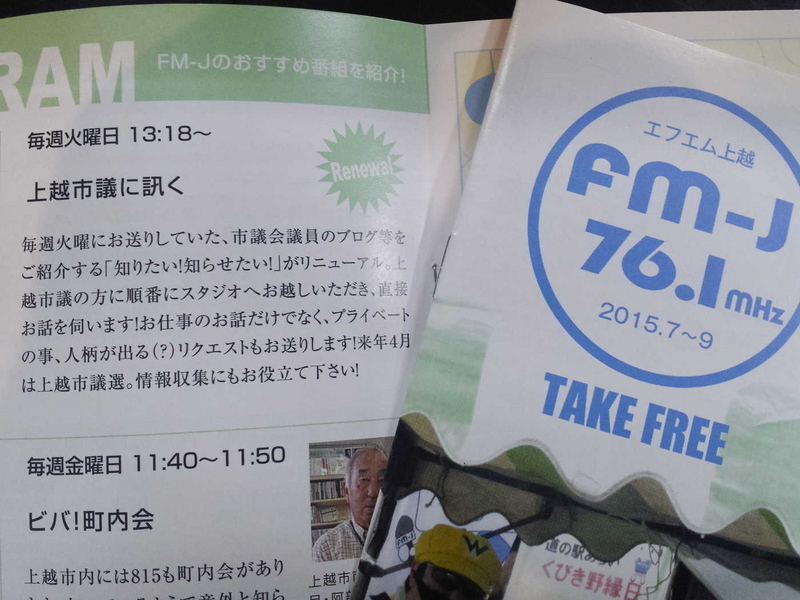 RAM
FM-Jのおすすめ番組を紹介!
毎週火曜日 13:18〜
上越市議に訊く
Renewal
毎週火曜にお送りしていた、市議会議員のブログ等を
ご紹介する「知りたい!知らせたい!」がリニューアル。上
越市議の方に順番にスタジオへお越しいただき、直接
お話を伺います!お仕事のお話だけでなく、プライベート
の事、人柄が出る(?)リクエストもお送りします!来年4月
は上越市議選。情報収集にもお役立て下さい!
毎週金曜日 11:40〜11:50
ビバ!町内会
上越市内には815も町内会があり
上越市
エフエム上越
FM-J
76.1MHz
2015.7〜9
TAKE FREE
FM-J
W
道の駅あらい
くびき野縁日